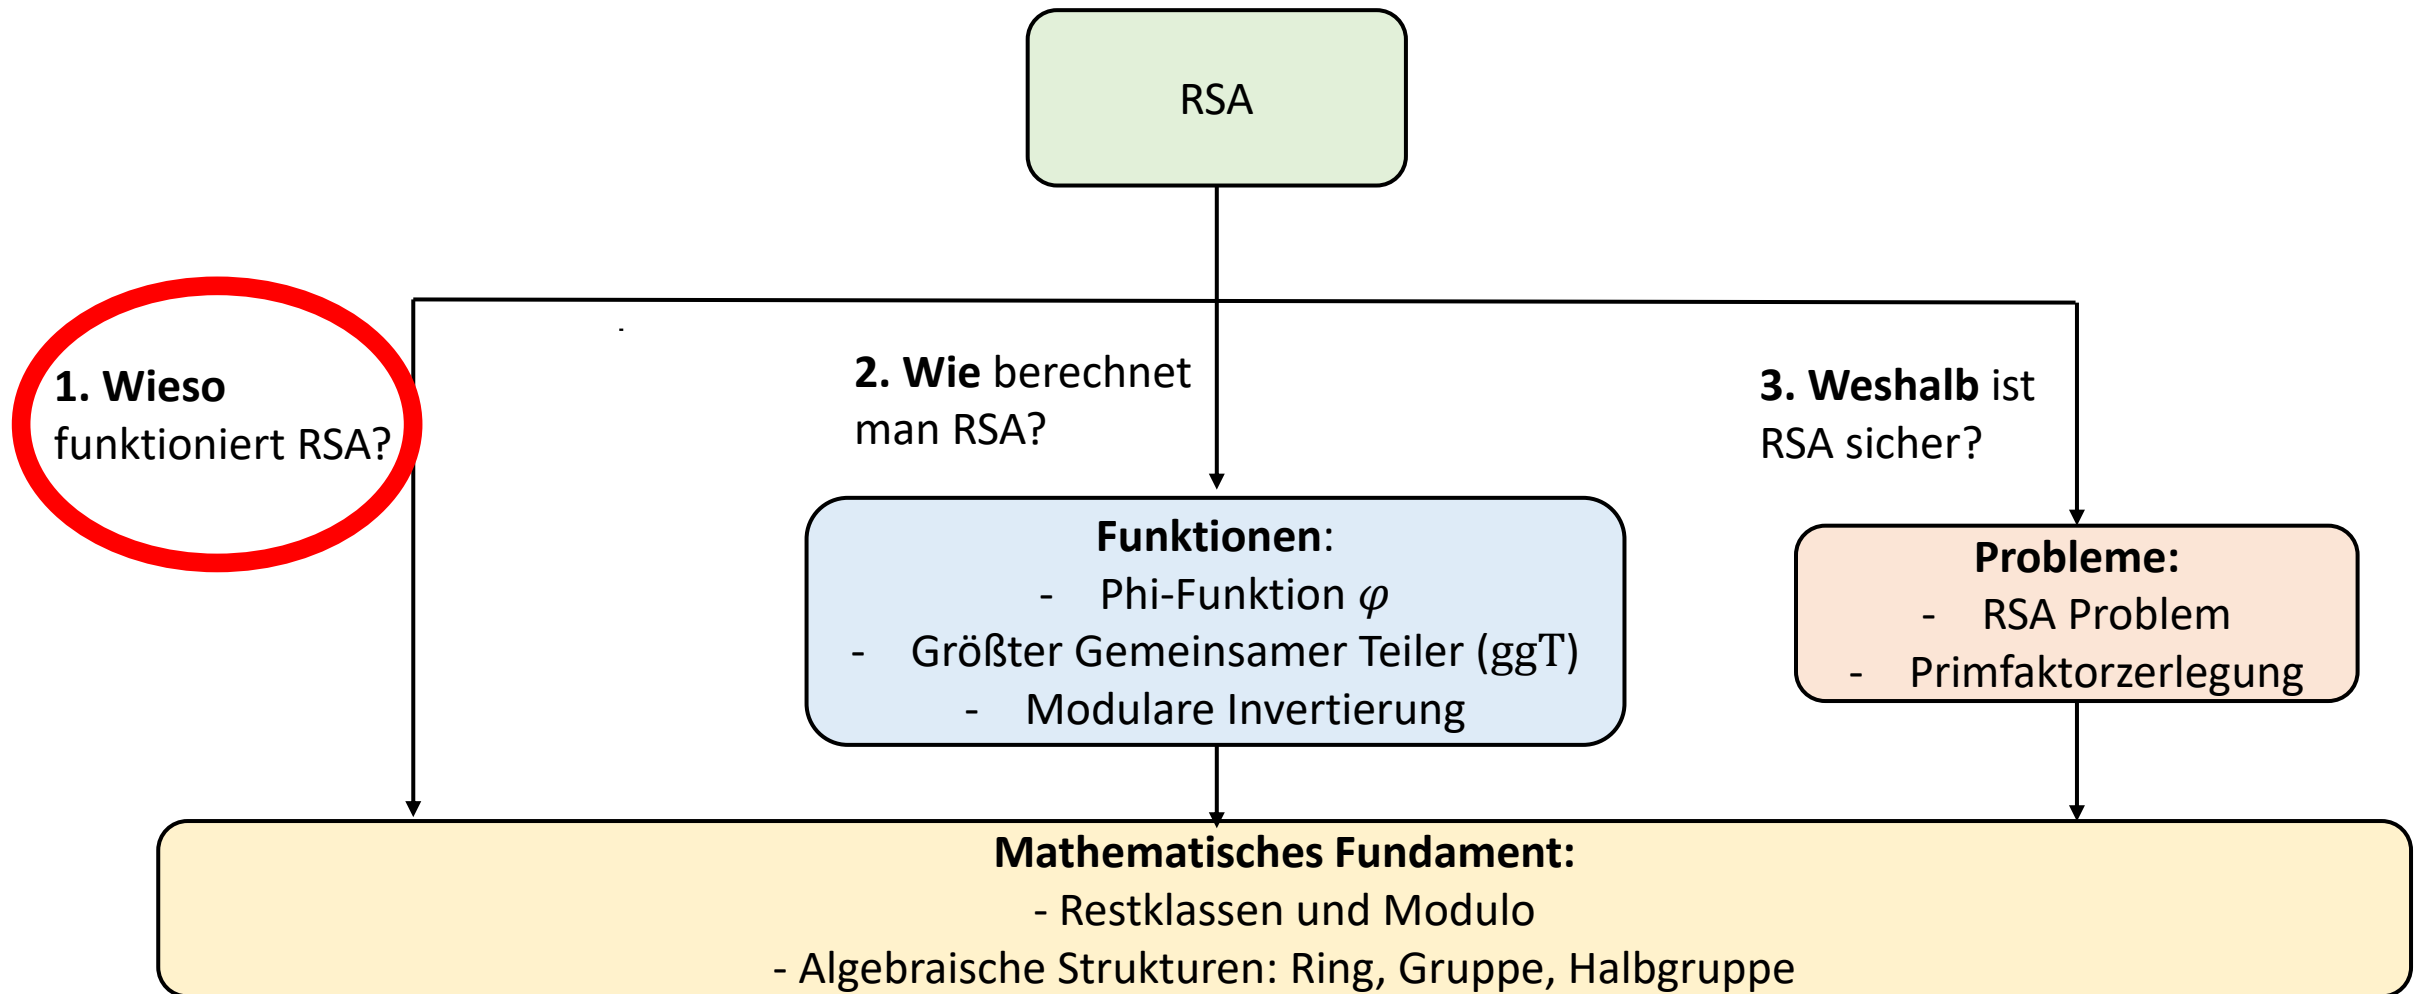 RSA
1. Wieso
funktioniert RSA?
-
2. Wie berechnet
man RSA?
3. Weshalb ist
RSA sicher?
Funktionen:
- Phi-Funktion φ
- Größter Gemeinsamer Teiler (ggT)
- Modulare Invertierung
Probleme:
- RSA Problem
- Primfaktorzerlegung
Mathematisches Fundament:
- Restklassen und Modulo
- Algebraische Strukturen: Ring, Gruppe, Halbgruppe